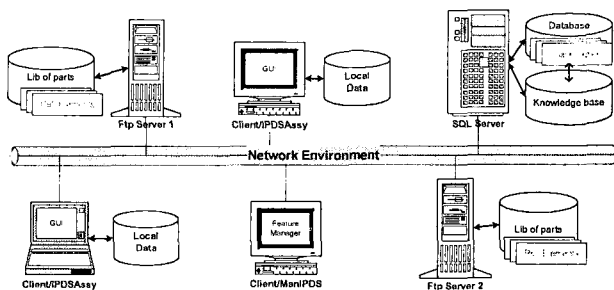 Lib of parts
Ftp Server 1
GUI
Local
Data
Client/IPDSAssy
Database
Knowledge base
SQL Server
Network Environment
GUI
Local
Data
Client/IPDSAssy
Feature
Manager
Client/ManIPDS
Lib of parts
Ftp Server 2